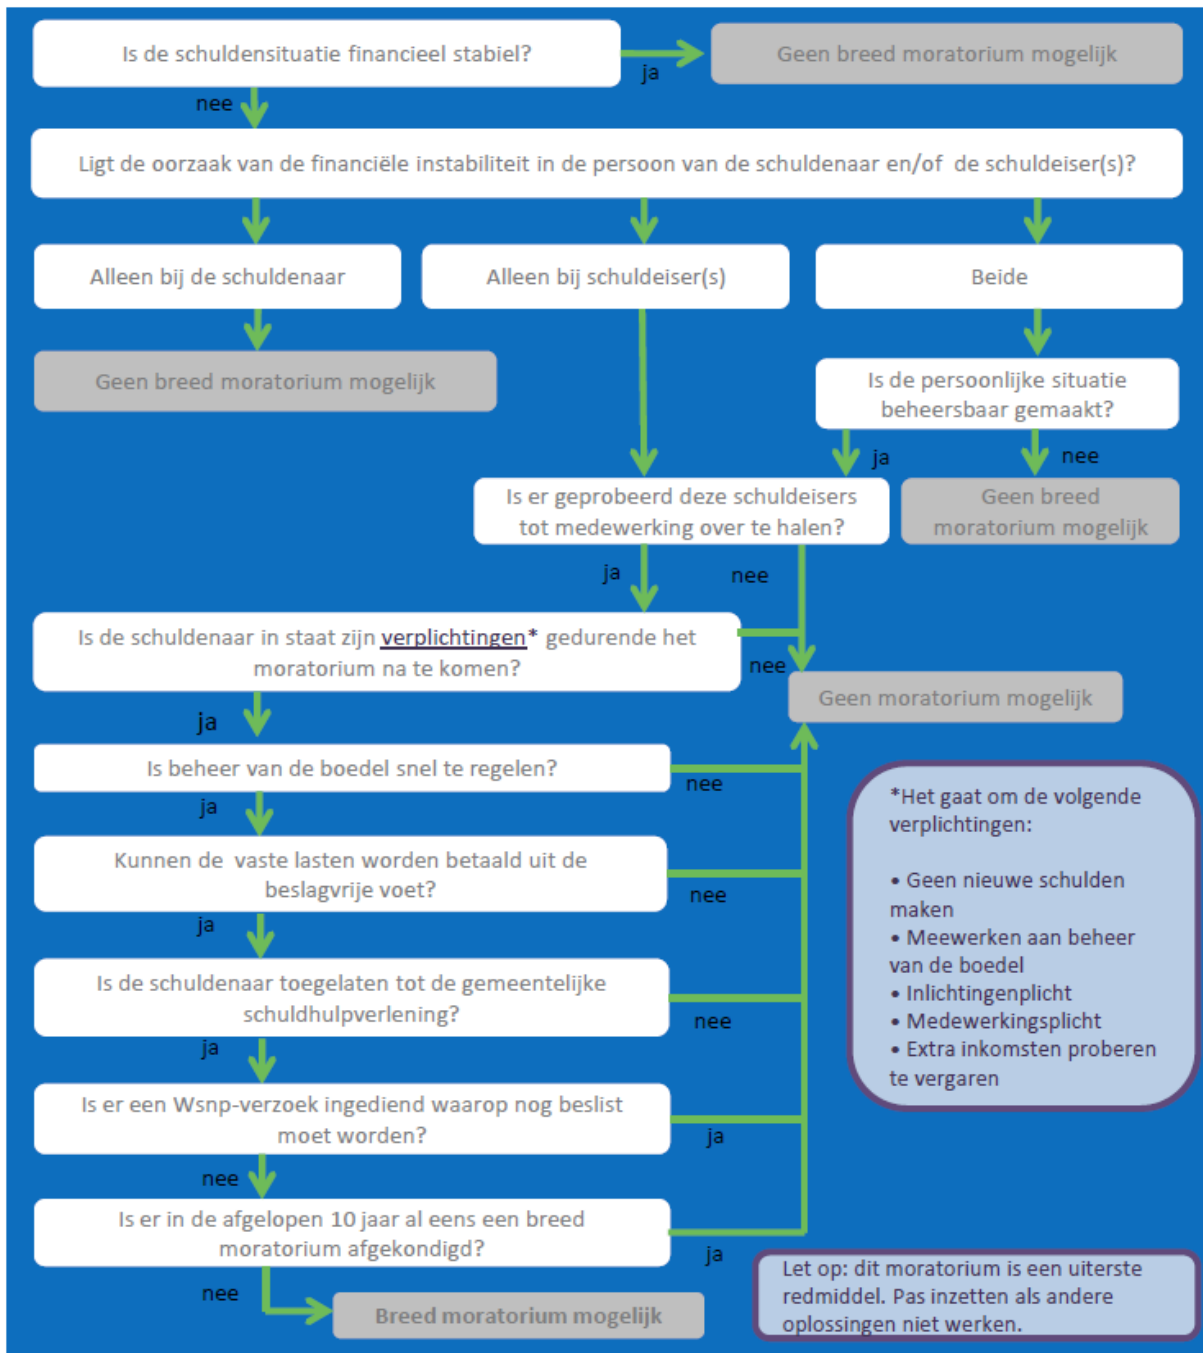 Is de schuldensituatie financieel stabiel?
ja
Geen breed moratorium mogelijk
nee
Ligt de oorzaak van de financiële instabiliteit in de persoon van de schuldenaar en/of de schuldeiser(s)?
Alleen bij de schuldenaar
Alleen bij schuldeiser(s)
Beide
Geen breed moratorium mogelijk
Is de persoonlijke situatie
beheersbaar gemaakt?
ja
nee
Is er geprobeerd deze schuldeisers
tot medewerking over te halen?
Geen breed
moratorium mogelijk
ja
nee
Is de schuldenaar in staat zijn verplichtingen* gedurende het
moratorium na te komen?
nee
Geen moratorium mogelijk
ja
Is beheer van de boedel snel te regelen?
nee
ja
Kunnen de vaste lasten worden betaald uit de
beslagvrije voet?
nee
ja
Is de schuldenaar toegelaten tot de gemeentelijke
schuldhulpverlening?
nee
ja
Is er een Wsnp-verzoek ingediend waarop nog beslist
moet worden?
ja
nee
Is er in de afgelopen 10 jaar al eens een breed
moratorium afgekondigd?
ja
nee
Breed moratorium mogelijk
*Het gaat om de volgende
verplichtingen:
• Geen nieuwe schulden
maken
• Meewerken aan beheer
van de boedel
• Inlichtingenplicht
• Medewerkingsplicht
• Extra inkomsten proberen
te vergaren
Let op: dit moratorium is een uiterste
redmiddel. Pas inzetten als andere
oplossingen niet werken.